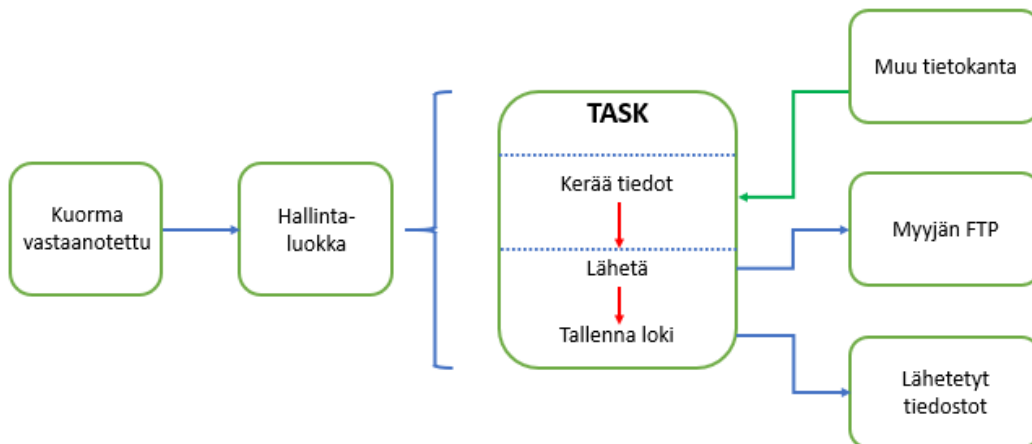 Kuorma
vastaanotettu
Hallinta-
luokka
TASK
Kerää tiedot
Lähetä
Tallenna loki
Muu tietokanta
Myyjän FTP
Lähetetyt
tiedostot